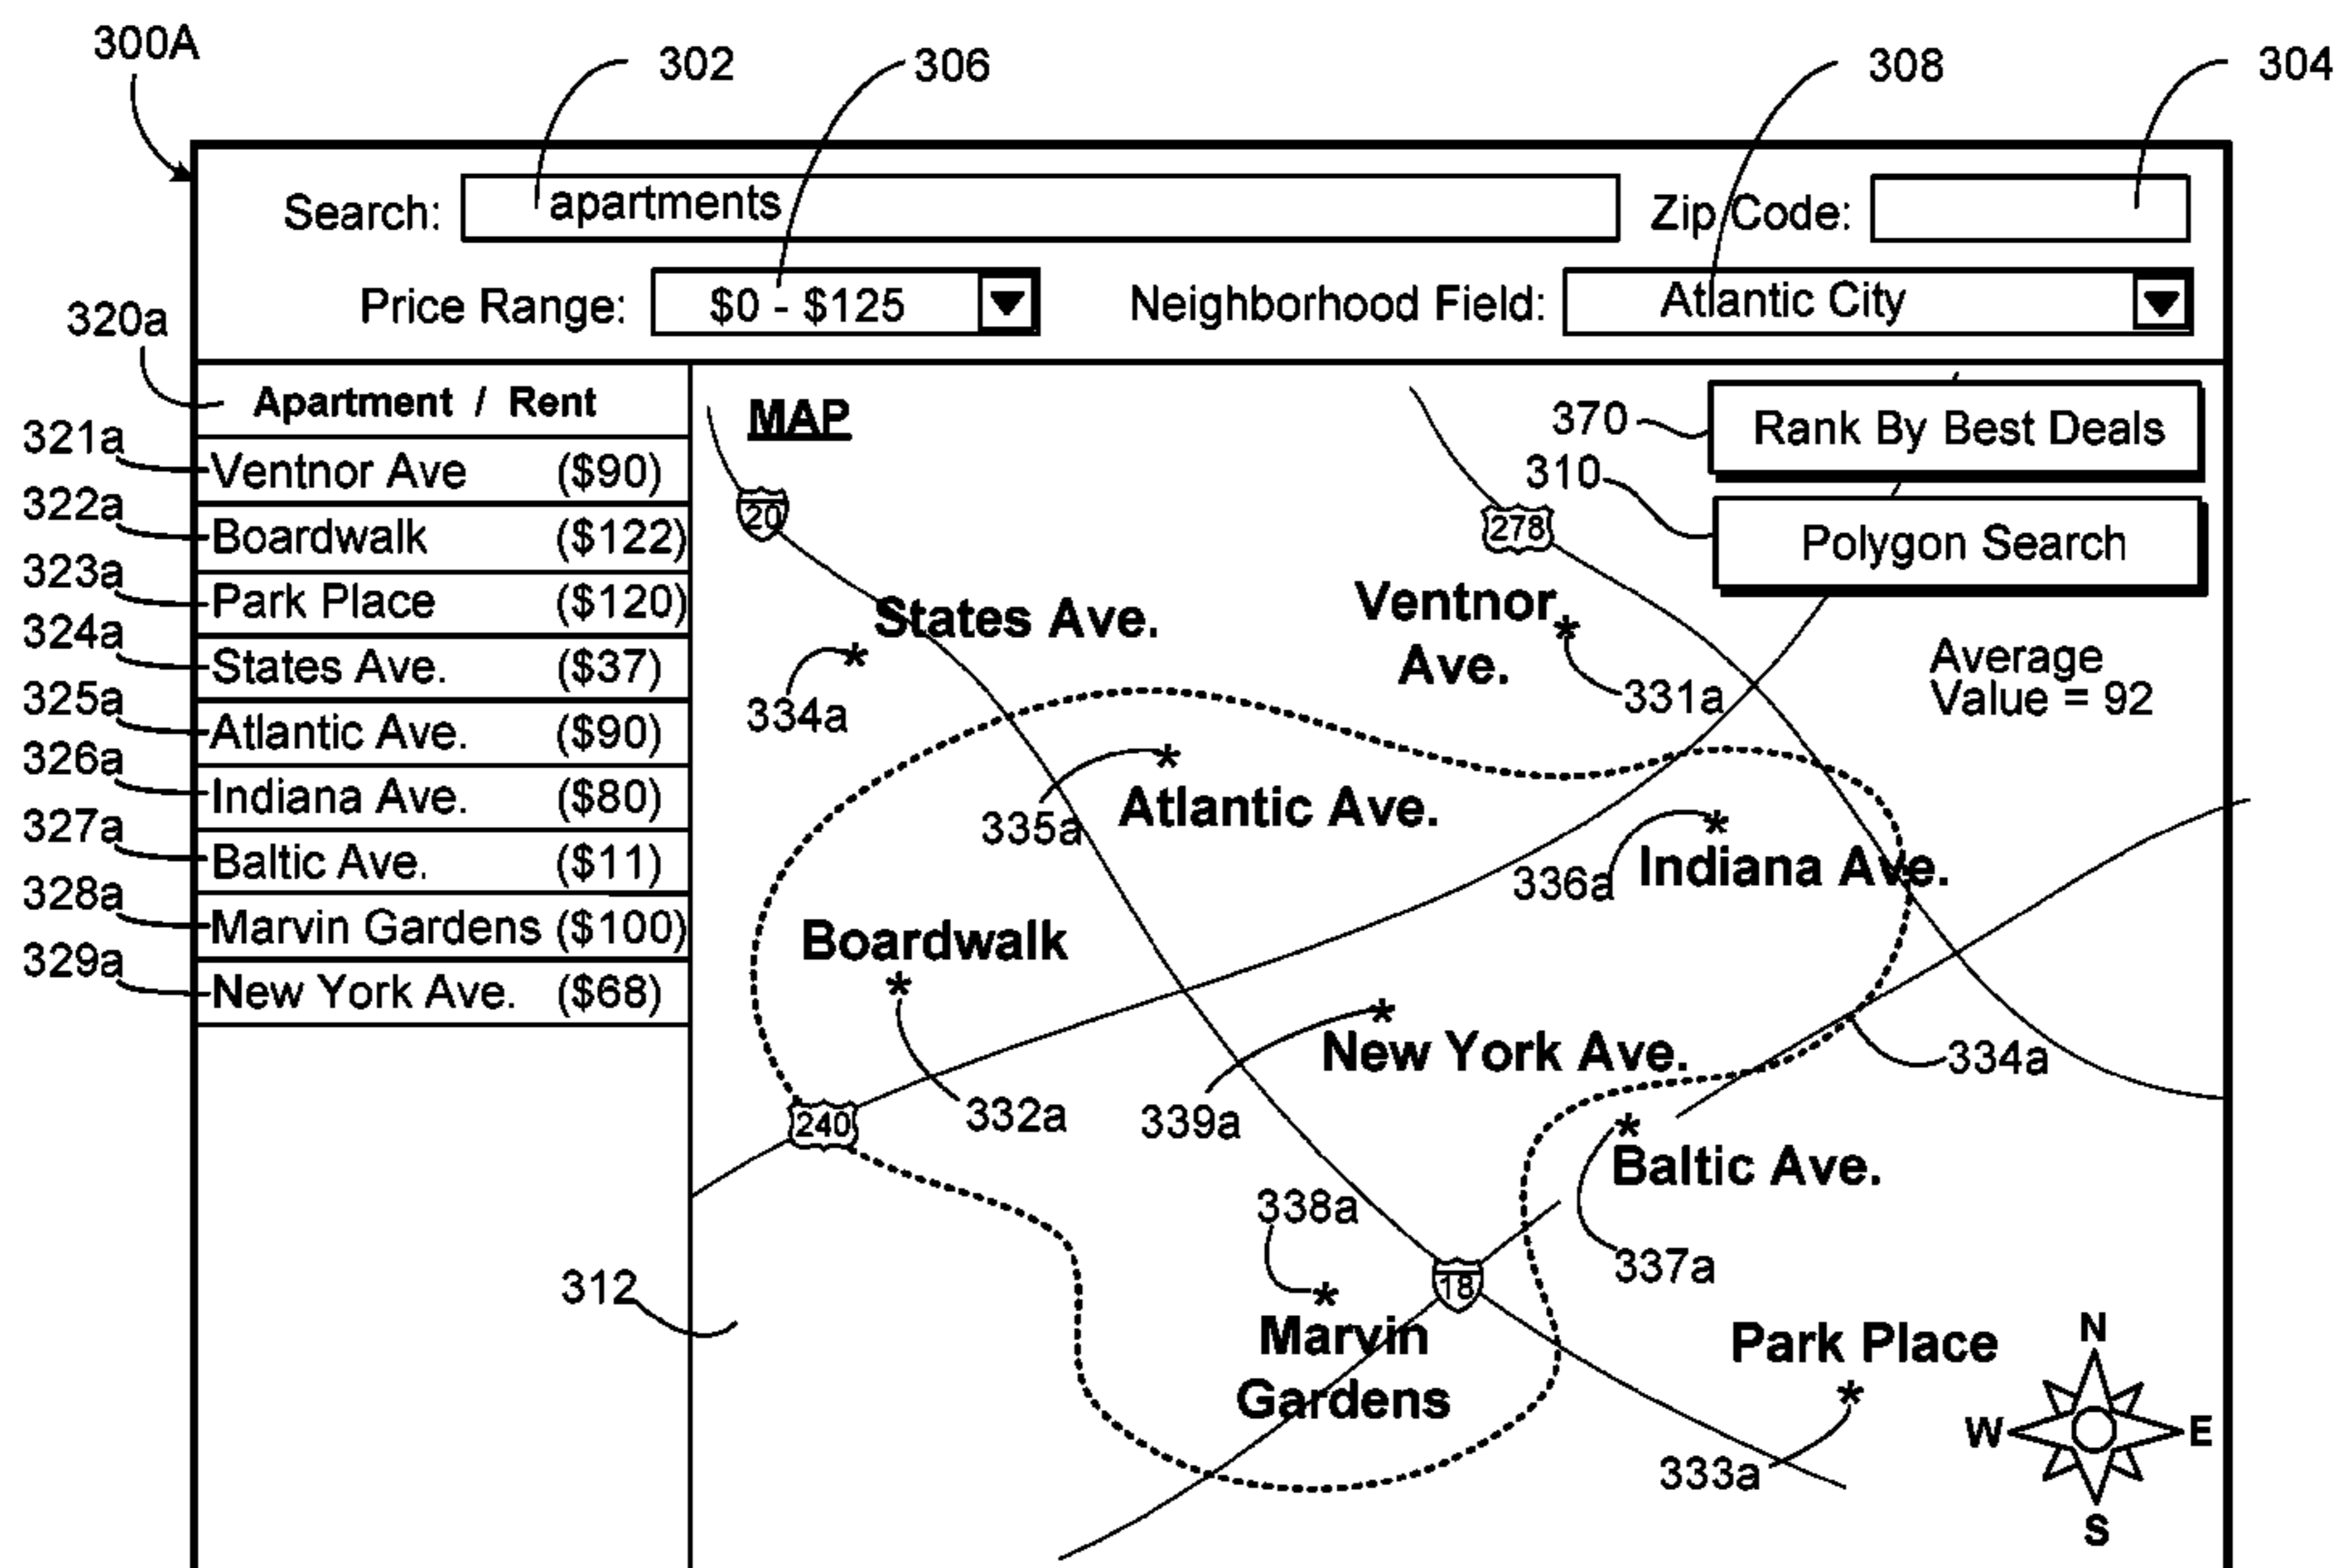 300A
302
306
308
304
Search: apartments
Zip Code:
Price Range: $0 - $125
Neighborhood Field: Atlantic City
320a
Apartment / Rent
321a
Ventnor Ave ($90)
322a
Boardwalk ($122)
323a
Park Place ($120)
324a
States Ave. ($37)
325a
Atlantic Ave. ($90)
326a
Indiana Ave. ($80)
327a
Baltic Ave. ($11)
328a
Marvin Gardens ($100)
329a
New York Ave. ($68)
312
MAP
370
Rank By Best Deals
310
Polygon Search
20
278
States Ave.
334a
Ventnor
Ave.
331a
Average
Value = 92
335a
Atlantic Ave.
336a
Indiana Ave.
Boardwalk
332a
New York Ave.
339a
334a
240
Baltic Ave.
337a
338a
18
Marvin
Gardens
Park Place
333a
N
W
E
S